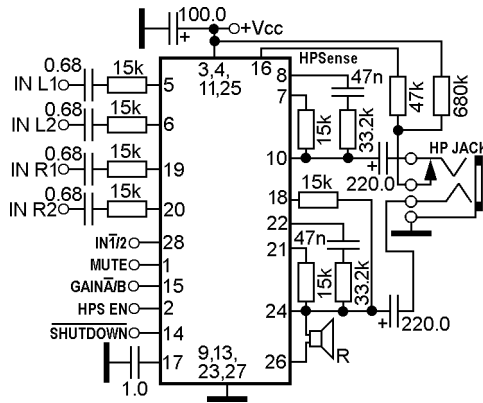 100.0
+
+Vcc
0.68
15k
IN L1
5
3,4,
11,25
16
HPSense
8
47n
7
47k
680k
0.68
15k
IN L2
6
15k
33.2k
HP JACK
0.68
15k
IN R1
19
10
+
220.0
0.68
15k
IN R2
20
18
15k
22
47n
21
IN1/2
28
MUTE
1
GAINA/B
15
15k
33.2k
HPS EN
2
24
+
220.0
SHUTDOWN
14
17
1.0
9,13,
23,27
26
R